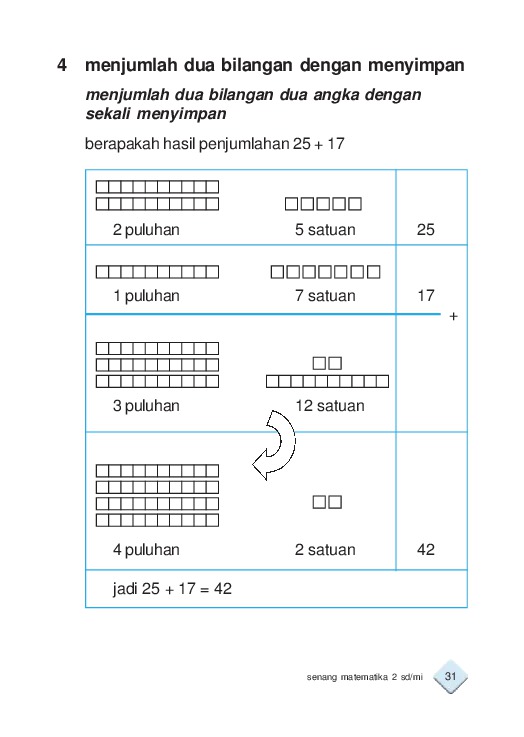 4 menjumlah dua bilangan dengan menyimpan
menjumlah dua bilangan dua angka dengan
sekali menyimpan
berapakah hasil penjumlahan 25 + 17
2 puluhan 5 satuan 25
1 puluhan 7 satuan 17
+
3 puluhan 12 satuan
4 puluhan 2 satuan 42
jadi 25 + 17 = 42
senang matematika 2 sd/mi 31